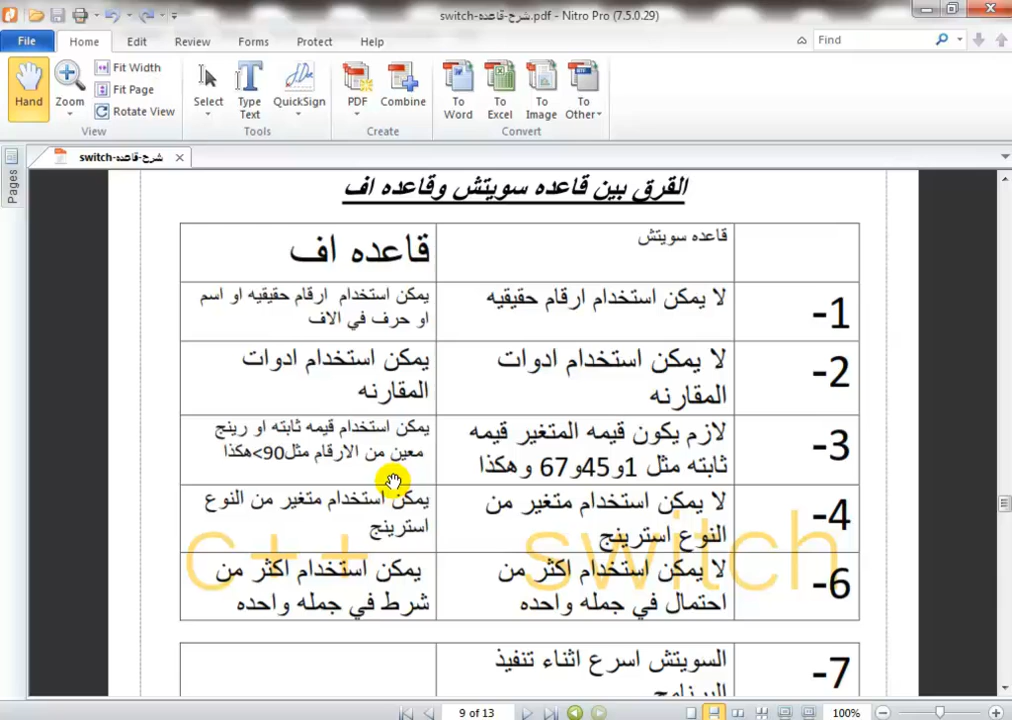 شرح-قاعده-switch.pdf - Nitro Pro (7.5.0.29)
File Home Edit Review Forms Protect Help Find
Hand Zoom Fit Width Fit Page Rotate View View
Select Type Text QuickSign Tools
PDF Combine Create
To Word To Excel To Image To Other Convert
شرح-قاعده-switch
Pages
القرق بين قاعده سويتش وقاعده اف
قاعده سويتش
قاعده اف
-1
لا يمكن استخدام ارقام حقيقيه
يمكن استخدام ارقام حقيقيه او اسم
او حرف في الاف
-2
لا يمكن استخدام ادوات
المقارنه
يمكن استخدام ادوات
المقارنه
-3
لازم يكون قيمه المتغير قيمه
ثابته مثل 1و45و67 وهكذا
يمكن استخدام قيمه ثابته او رينج
معين من الارقام مثل90>هكذا
-4
لا يمكن استخدام متغير من
النوع استرينج
يمكن استخدام متغير من النوع
استرينج
c++ switch
-6
لا يمكن استخدام اكثر من
احتمال في جمله واحده
يمكن استخدام اكثر من
شرط في جمله واحده
-7
السويتش اسرع اثناء تنفيذ
البرنامج
9 of 13 100%